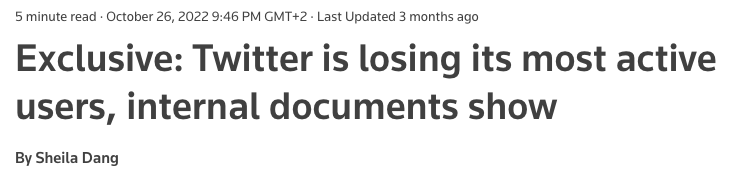 5 minute read · October 26, 2022 9:46 PM GMT+2 · Last Updated 3 months ago
Exclusive: Twitter is losing its most active
users, internal documents show
By Sheila Dang